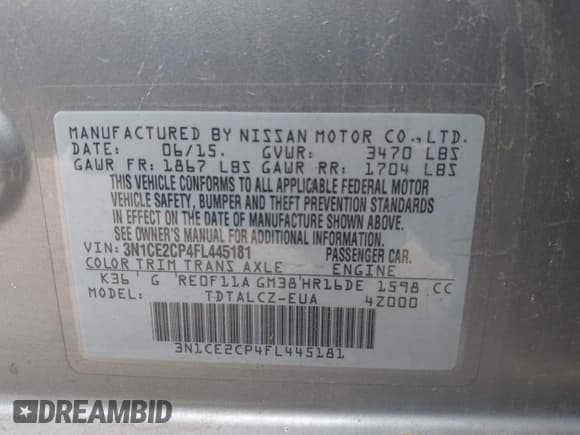 MANUFACTURED BY NISSAN MOTOR CO., LTD.
DATE: 06/15. GVWR: 3470 LBS
GAWR FR: 1867 LBS GAWR RR: 1704 LBS
THIS VEHICLE CONFORMS TO ALL APPLICABLE FEDERAL MOTOR
VEHICLE SAFETY, BUMPER AND THEFT PREVENTION STANDARDS
IN EFFECT ON THE DATE OF MANUFACTURE SHOWN ABOVE.
SEE OWNER'S MANUAL FOR ADDITIONAL INFORMATION.
VIN: 3N1CE2CP4FL445181 PASSENGER CAR.
COLOR TRIM TRANS AXLE ENGINE
K36 G RE0F11A GM38 HR16DE 1598 CC
MODEL: TDTALCZ-EUA 4Z000
3N1CE2CP4FL445181
DREAMBID